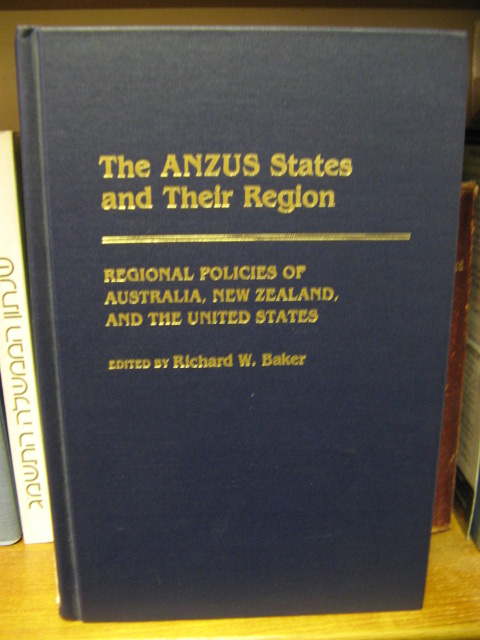 The ANZUS States
and Their Region
REGIONAL POLICIES OF
AUSTRALIA, NEW ZEALAND,
AND THE UNITED STATES
EDITED BY Richard W. Baker